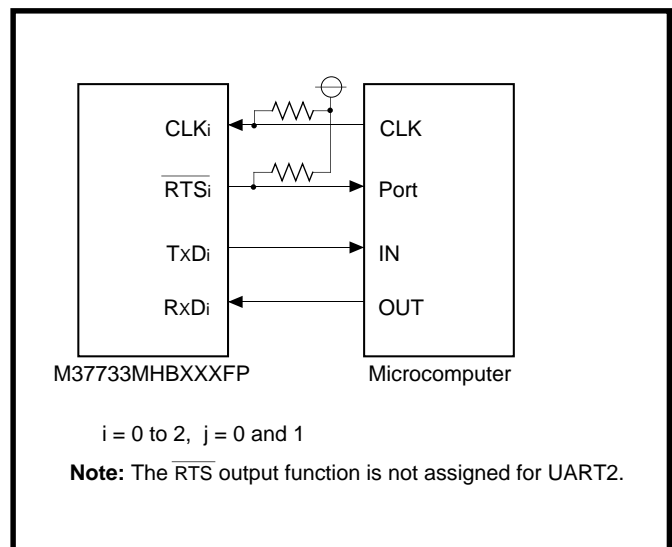 CLKi CLK
RTSi Port
TxDi IN
RxDi OUT
M37733MHBXXXFP Microcomputer
i = 0 to 2, j = 0 and 1
Note: The RTS output function is not assigned for UART2.